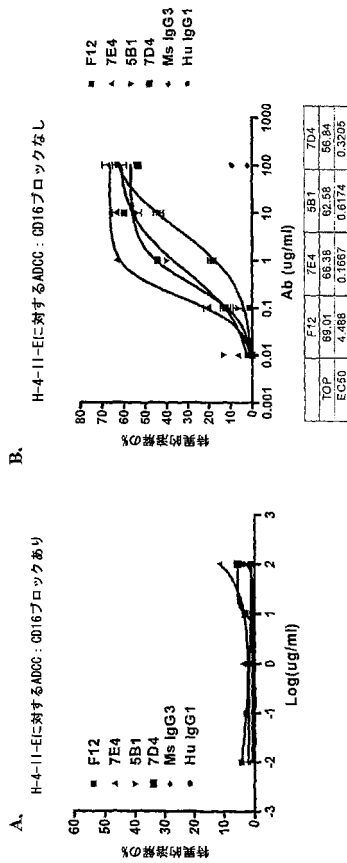 A.
H-4-II-Eに対するADCC：CD16ブロックあり
F12
7E4
5B1
7D4
Ms IgG3
Hu IgG1
特異的溶解の%
60
50
40
30
20
10
0
-3
-2
-1
0
1
2
3
Log(ug/ml)
B.
H-4-II-Eに対するADCC：CD16ブロックなし
F12
7E4
5B1
7D4
Ms IgG3
Hu IgG1
特異的溶解の%
80
70
60
50
40
30
20
10
0
0.001
0.01
0.1
1
10
100
1000
Ab (ug/ml)
F12 7E4 5B1 7D4
TOP 69.01 66.38 62.58 56.84
EC50 4.488 0.1667 0.6174 0.3205